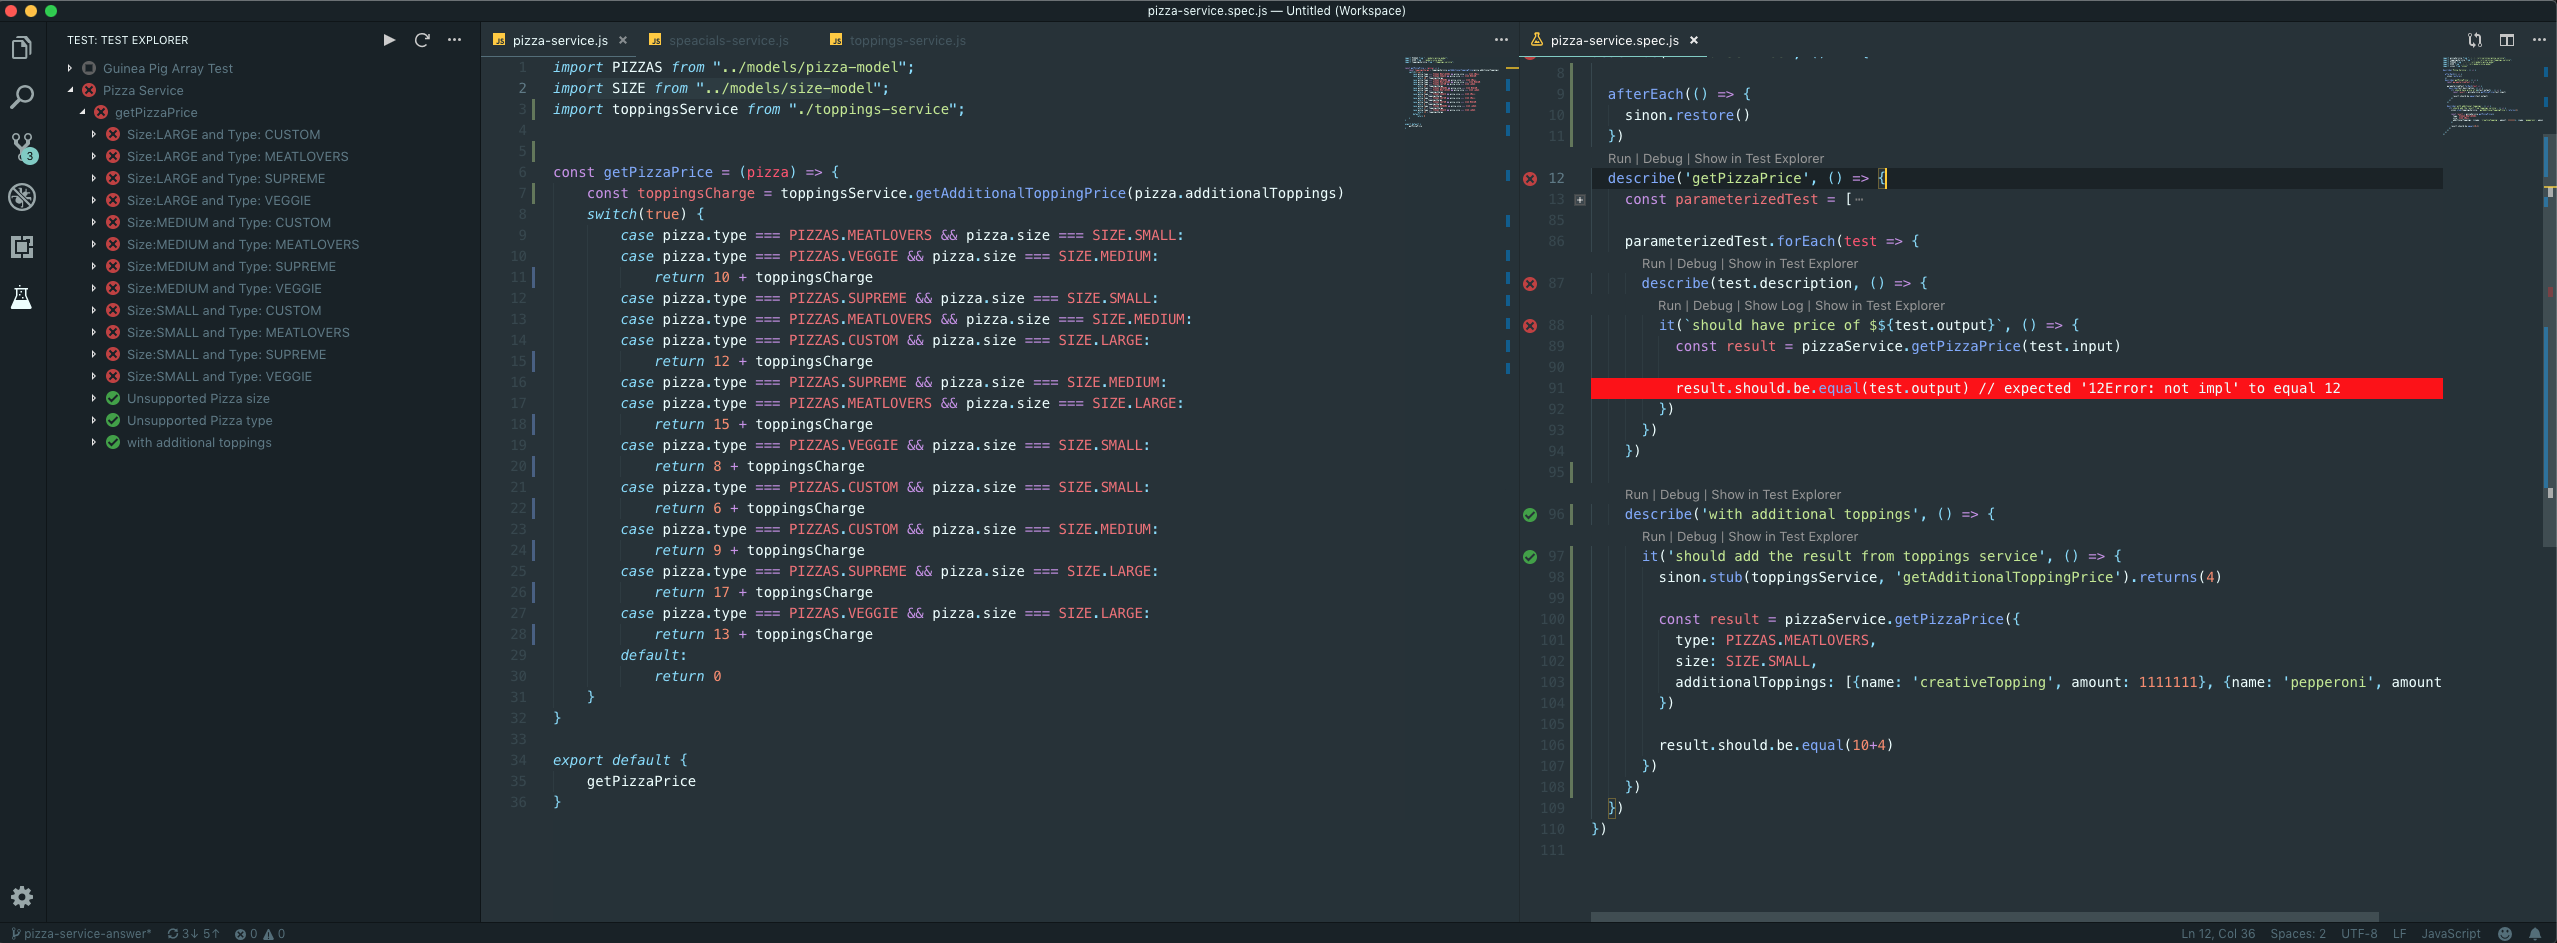 pizza-service.spec.js — Untitled (Workspace)
TEST: TEST EXPLORER
Guinea Pig Array Test
Pizza Service
getPizzaPrice
Size:LARGE and Type: CUSTOM
Size:LARGE and Type: MEATLOVERS
Size:LARGE and Type: SUPREME
Size:LARGE and Type: VEGGIE
Size:MEDIUM and Type: CUSTOM
Size:MEDIUM and Type: MEATLOVERS
Size:MEDIUM and Type: SUPREME
Size:MEDIUM and Type: VEGGIE
Size:SMALL and Type: CUSTOM
Size:SMALL and Type: MEATLOVERS
Size:SMALL and Type: SUPREME
Size:SMALL and Type: VEGGIE
Unsupported Pizza size
Unsupported Pizza type
with additional toppings
3
pizza-service.js
speacials-service.js
toppings-service.js
1 import PIZZAS from "../models/pizza-model";
2 import SIZE from "../models/size-model";
3 import toppingsService from "./toppings-service";
4
5
6 const getPizzaPrice = (pizza) => {
7 const toppingsCharge = toppingsService.getAdditionalToppingPrice(pizza.additionalToppings)
8 switch(true) {
9 case pizza.type === PIZZAS.MEATLOVERS && pizza.size === SIZE.SMALL:
10 case pizza.type === PIZZAS.VEGGIE && pizza.size === SIZE.MEDIUM:
11 return 10 + toppingsCharge
12 case pizza.type === PIZZAS.SUPREME && pizza.size === SIZE.SMALL:
13 case pizza.type === PIZZAS.MEATLOVERS && pizza.size === SIZE.MEDIUM:
14 case pizza.type === PIZZAS.CUSTOM && pizza.size === SIZE.LARGE:
15 return 12 + toppingsCharge
16 case pizza.type === PIZZAS.SUPREME && pizza.size === SIZE.MEDIUM:
17 case pizza.type === PIZZAS.MEATLOVERS && pizza.size === SIZE.LARGE:
18 return 15 + toppingsCharge
19 case pizza.type === PIZZAS.VEGGIE && pizza.size === SIZE.SMALL:
20 return 8 + toppingsCharge
21 case pizza.type === PIZZAS.CUSTOM && pizza.size === SIZE.SMALL:
22 return 6 + toppingsCharge
23 case pizza.type === PIZZAS.CUSTOM && pizza.size === SIZE.MEDIUM:
24 return 9 + toppingsCharge
25 case pizza.type === PIZZAS.SUPREME && pizza.size === SIZE.LARGE:
26 return 17 + toppingsCharge
27 case pizza.type === PIZZAS.VEGGIE && pizza.size === SIZE.LARGE:
28 return 13 + toppingsCharge
29 default:
30 return 0
31 }
32 }
33
34 export default {
35 getPizzaPrice
36 }
pizza-service.spec.js
8
9 afterEach(() => {
10 sinon.restore()
11 })
Run | Debug | Show in Test Explorer
12 describe('getPizzaPrice', () => {
13 const parameterizedTest = [
85
86 parameterizedTest.forEach(test => {
Run | Debug | Show in Test Explorer
87 describe(test.description, () => {
Run | Debug | Show Log | Show in Test Explorer
88 it(`should have price of $${test.output}`, () => {
89 const result = pizzaService.getPizzaPrice(test.input)
90
91 result.should.be.equal(test.output) // expected '12Error: not impl' to equal 12
92 })
93 })
94 })
95
Run | Debug | Show in Test Explorer
96 describe('with additional toppings', () => {
Run | Debug | Show in Test Explorer
97 it('should add the result from toppings service', () => {
98 sinon.stub(toppingsService, 'getAdditionalToppingPrice').returns(4)
99
100 const result = pizzaService.getPizzaPrice({
101 type: PIZZAS.MEATLOVERS,
102 size: SIZE.SMALL,
103 additionalToppings: [{name: 'creativeTopping', amount: 1111111}, {name: 'pepperoni', amount
104 })
105
106 result.should.be.equal(10+4)
107 })
108 })
109 })
110 })
111
pizza-service-answer* 3↓ 5↑ 0 0
Ln 12, Col 36 Spaces: 2 UTF-8 LF JavaScript